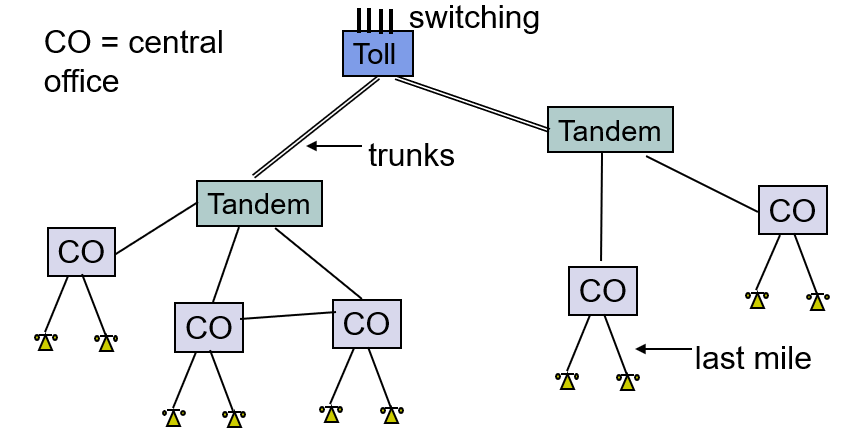 switching
CO = central
office
Toll
Tandem
trunks
Tandem
CO
CO
CO
CO
CO
last mile